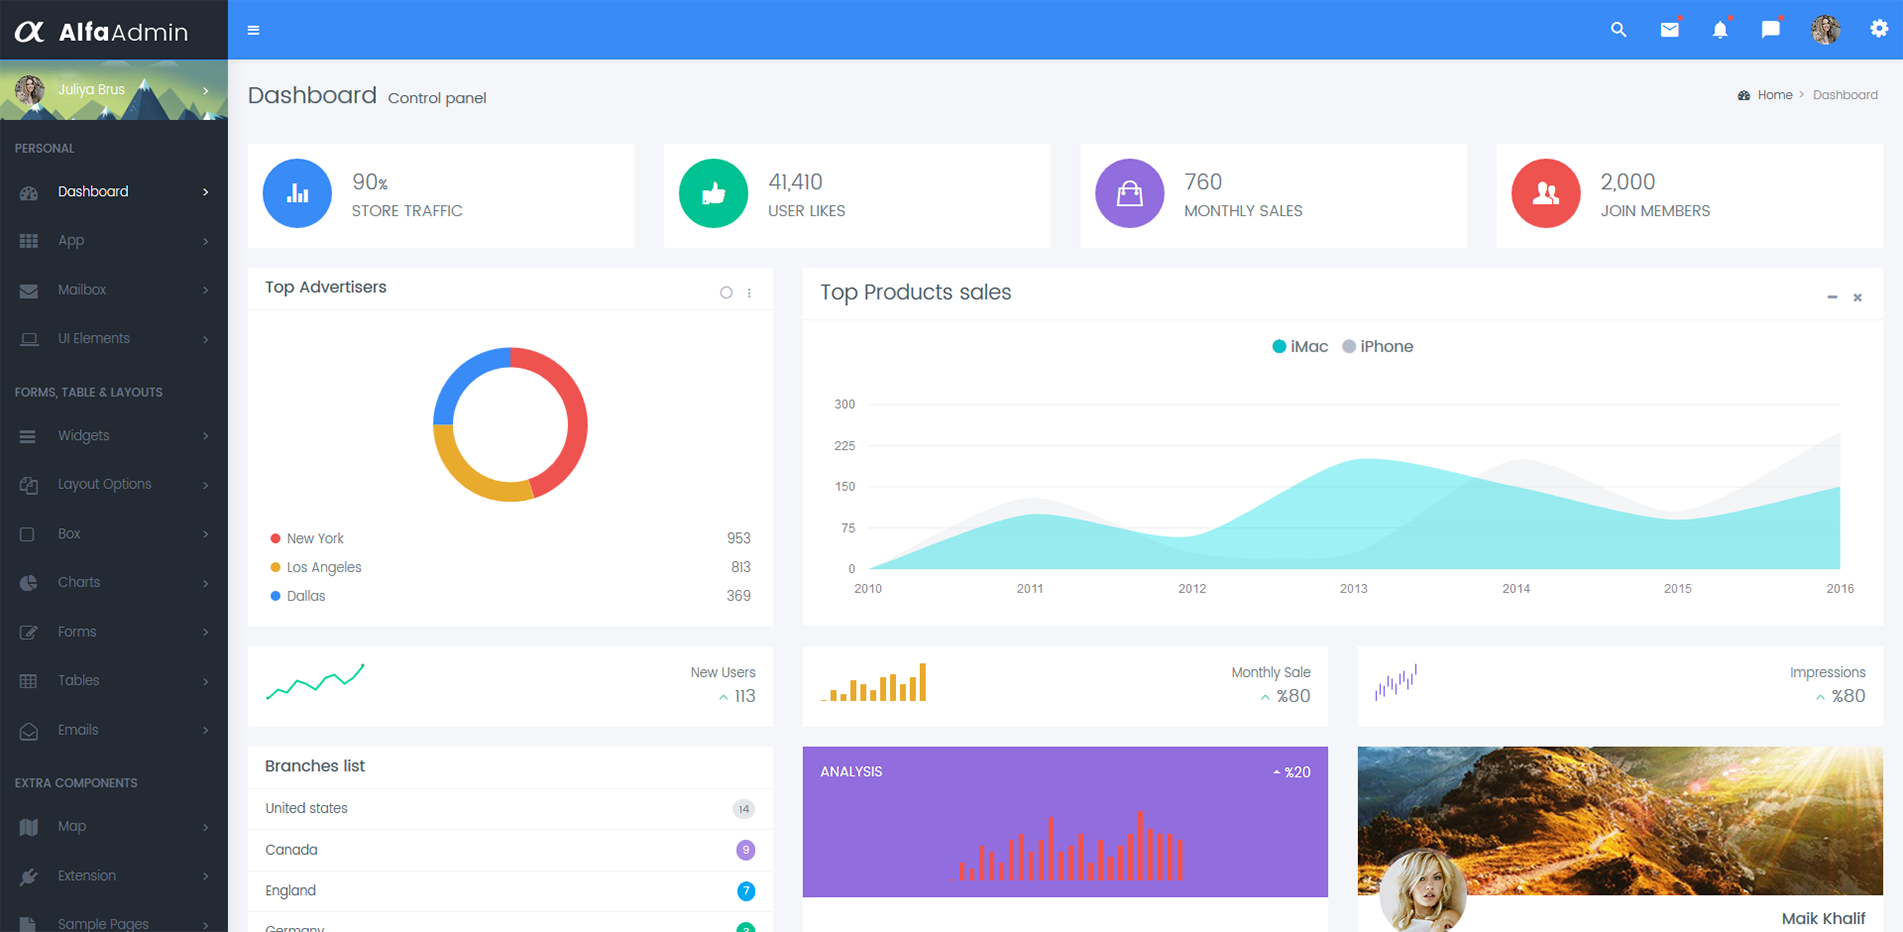 α AlfaAdmin
Juliya Brus
PERSONAL
Dashboard
App
Mailbox
UI Elements
FORMS, TABLE & LAYOUTS
Widgets
Layout Options
Box
Charts
Forms
Tables
Emails
EXTRA COMPONENTS
Map
Extension
Sample Pages
Dashboard Control panel
Home > Dashboard
90%
STORE TRAFFIC
41,410
USER LIKES
760
MONTHLY SALES
2,000
JOIN MEMBERS
Top Advertisers
New York 953
Los Angeles 813
Dallas 369
Top Products sales
iMac iPhone
300
225
150
75
0
2010 2011 2012 2013 2014 2015 2016
New Users
113
Monthly Sale
%80
Impressions
%80
Branches list
United states 14
Canada 9
England 7
Germany 3
ANALYSIS %20
Maik Khalif